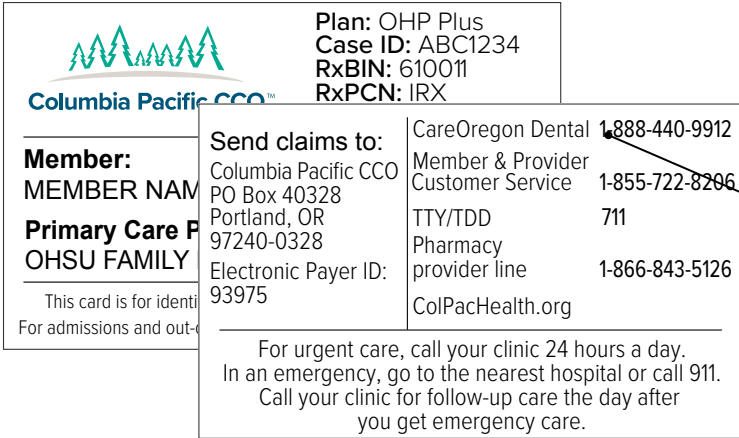 Plan: OHP Plus
Case ID: ABC1234
RxBIN: 610011
RxPCN: IRX
Columbia Pacific CCO™
Member:
MEMBER NAM
Primary Care P
OHSU FAMILY
This card is for identi
For admissions and out-
Send claims to:
Columbia Pacific CCO
PO Box 40328
Portland, OR
97240-0328
Electronic Payer ID:
93975
CareOregon Dental 1-888-440-9912
Member & Provider
Customer Service 1-855-722-8206
TTY/TDD 711
Pharmacy
provider line 1-866-843-5126
ColPacHealth.org
For urgent care, call your clinic 24 hours a day.
In an emergency, go to the nearest hospital or call 911.
Call your clinic for follow-up care the day after
you get emergency care.